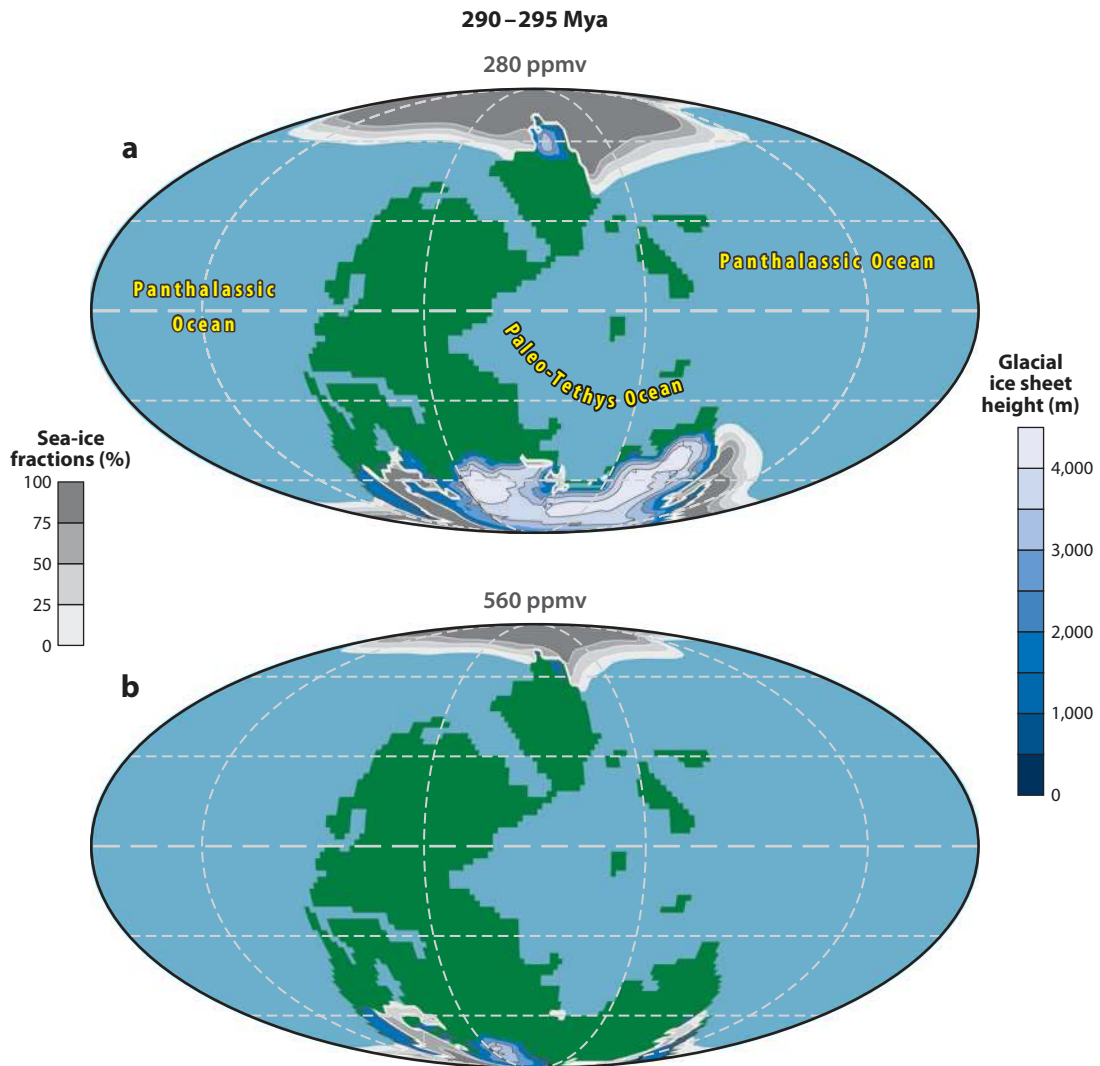 290–295 Mya
280 ppmv
a
Panthalassic
Ocean
Panthalassic Ocean
Paleo-Tethys Ocean
Sea-ice
fractions (%)
100
75
50
25
0
Glacial
ice sheet
height (m)
4,000
3,000
2,000
1,000
0
560 ppmv
b